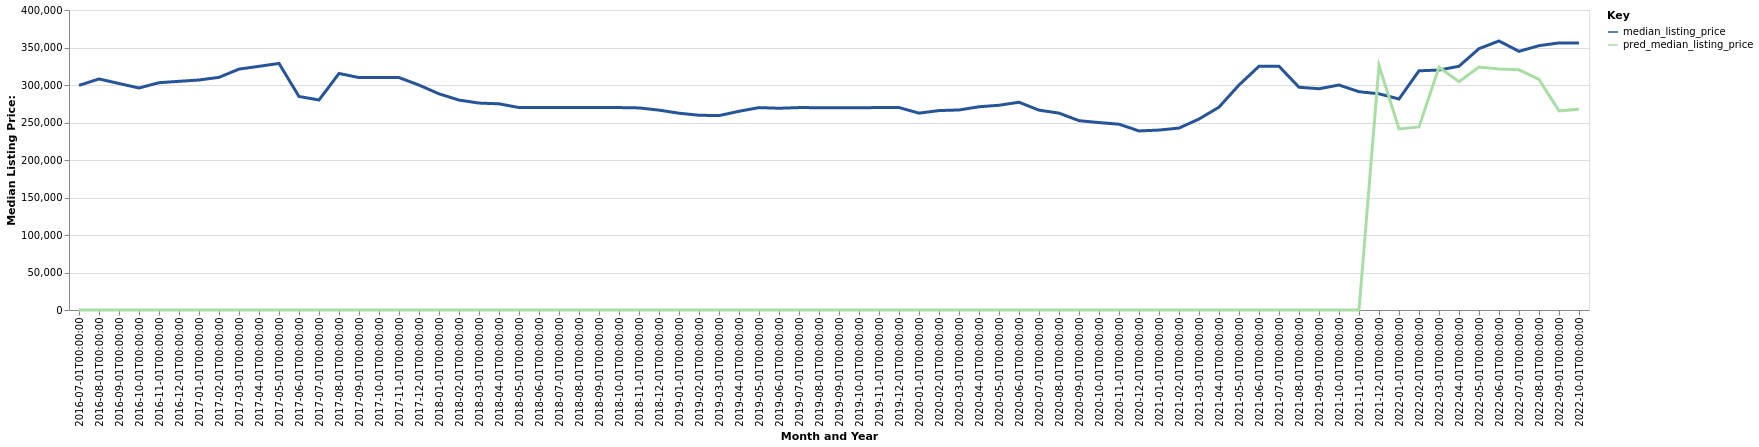 400,000
350,000
300,000
250,000
200,000
150,000
100,000
50,000
0
Median Listing Price:
2016-07-01T00:00:00
2016-08-01T00:00:00
2016-09-01T00:00:00
2016-10-01T00:00:00
2016-11-01T00:00:00
2016-12-01T00:00:00
2017-01-01T00:00:00
2017-02-01T00:00:00
2017-03-01T00:00:00
2017-04-01T00:00:00
2017-05-01T00:00:00
2017-06-01T00:00:00
2017-07-01T00:00:00
2017-08-01T00:00:00
2017-09-01T00:00:00
2017-10-01T00:00:00
2017-11-01T00:00:00
2017-12-01T00:00:00
2018-01-01T00:00:00
2018-02-01T00:00:00
2018-03-01T00:00:00
2018-04-01T00:00:00
2018-05-01T00:00:00
2018-06-01T00:00:00
2018-07-01T00:00:00
2018-08-01T00:00:00
2018-09-01T00:00:00
2018-10-01T00:00:00
2018-11-01T00:00:00
2018-12-01T00:00:00
2019-01-01T00:00:00
2019-02-01T00:00:00
2019-03-01T00:00:00
2019-04-01T00:00:00
2019-05-01T00:00:00
2019-06-01T00:00:00
2019-07-01T00:00:00
2019-08-01T00:00:00
2019-09-01T00:00:00
2019-10-01T00:00:00
2019-11-01T00:00:00
2019-12-01T00:00:00
2020-01-01T00:00:00
2020-02-01T00:00:00
2020-03-01T00:00:00
2020-04-01T00:00:00
2020-05-01T00:00:00
2020-06-01T00:00:00
2020-07-01T00:00:00
2020-08-01T00:00:00
2020-09-01T00:00:00
2020-10-01T00:00:00
2020-11-01T00:00:00
2020-12-01T00:00:00
2021-01-01T00:00:00
2021-02-01T00:00:00
2021-03-01T00:00:00
2021-04-01T00:00:00
2021-05-01T00:00:00
2021-06-01T00:00:00
2021-07-01T00:00:00
2021-08-01T00:00:00
2021-09-01T00:00:00
2021-10-01T00:00:00
2021-11-01T00:00:00
2021-12-01T00:00:00
2022-01-01T00:00:00
2022-02-01T00:00:00
2022-03-01T00:00:00
2022-04-01T00:00:00
2022-05-01T00:00:00
2022-06-01T00:00:00
2022-07-01T00:00:00
2022-08-01T00:00:00
2022-09-01T00:00:00
2022-10-01T00:00:00
Month and Year
Key
median_listing_price
pred_median_listing_price